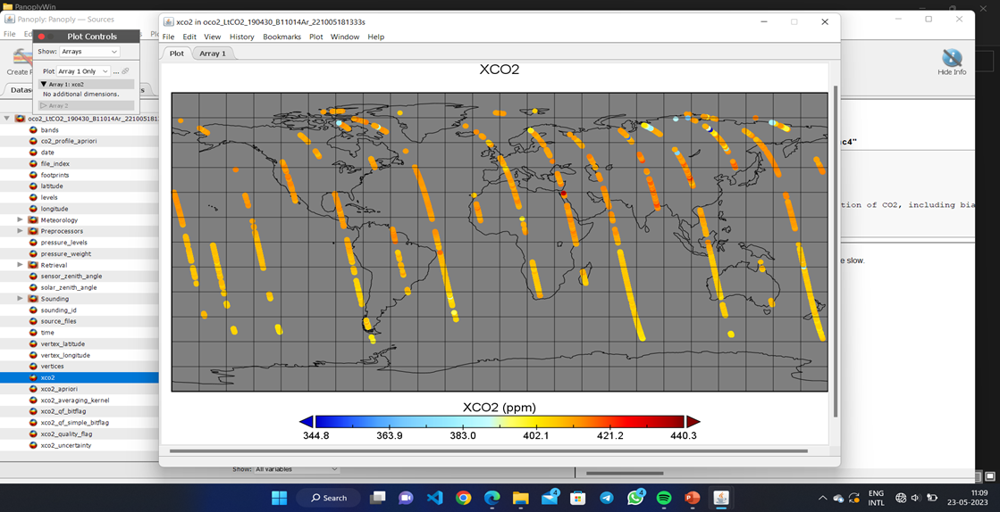 PanoplyWin
Panoply: Panoply — Sources
File
Plot Controls
Show: Arrays
Plot Array 1 Only ...
Array 1: xco2
No additional dimensions.
Array 2
xco2 in oco2_LtCO2_190430_B11014Ar_221005181333s
File Edit View History Bookmarks Plot Window Help
Plot Array 1
XCO2
Hide Info
oco2_LtCO2_190430_B11014Ar_2210051813
bands
co2_profile_apriori
date
file_index
footprints
latitude
levels
longitude
Meteorology
Preprocessors
pressure_levels
pressure_weight
Retrieval
sensor_zenith_angle
solar_zenith_angle
Sounding
sounding_id
source_files
time
vertex_latitude
vertex_longitude
vertices
xco2
xco2_apriori
xco2_averaging_kernel
xco2_qf_bitflag
xco2_qf_simple_bitflag
xco2_quality_flag
xco2_uncertainty
c4"
tion of CO2, including bia
e slow.
XCO2 (ppm)
344.8 363.9 383.0 402.1 421.2 440.3
Show: All variables
Search
4
4
ENG
INTL
11:09
23-05-2023